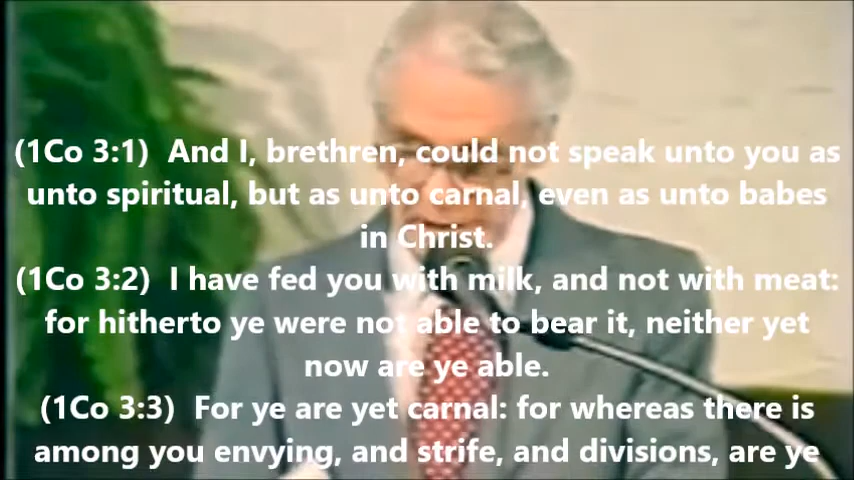 (1Co 3:1)  And I, brethren, could not speak unto you as
unto spiritual, but as unto carnal, even as unto babes
in Christ.
(1Co 3:2)  I have fed you with milk, and not with meat:
for hitherto ye were not able to bear it, neither yet
now are ye able.
(1Co 3:3)  For ye are yet carnal: for whereas there is
among you envying, and strife, and divisions, are ye